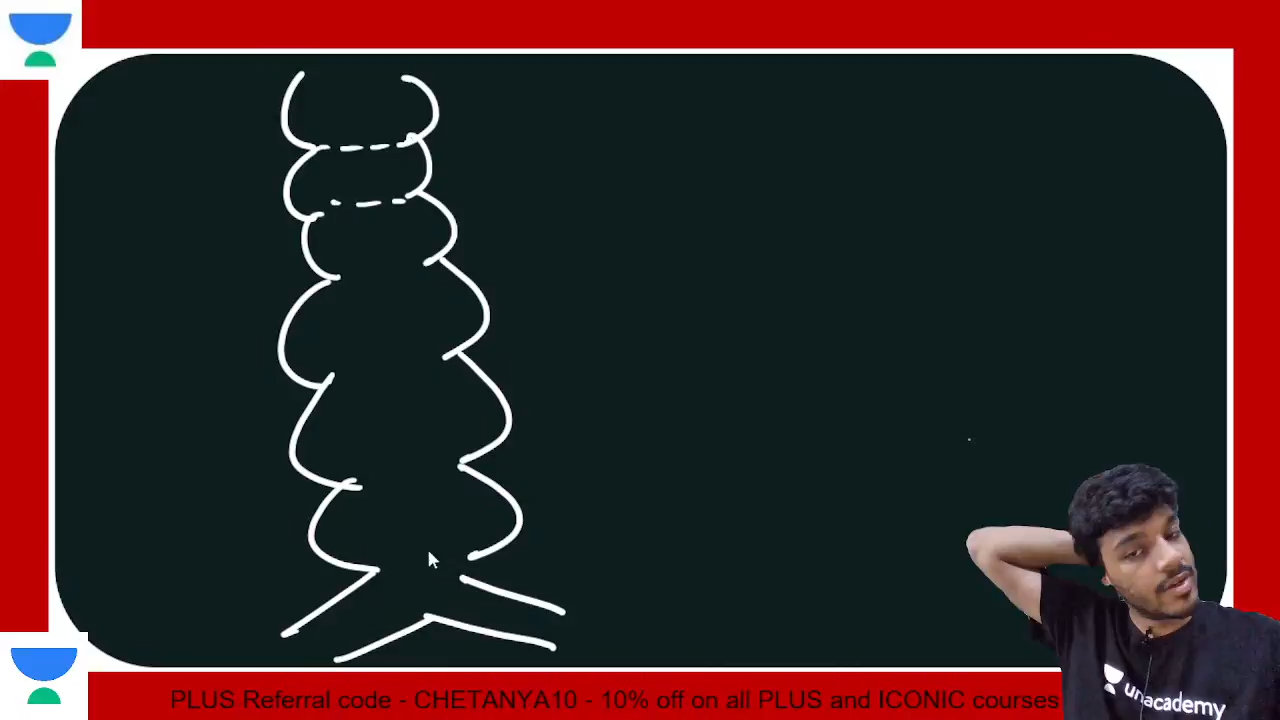 PLUS Referral code - CHETANYA10 - 10% off on all PLUS and ICONIC courses
unacademy